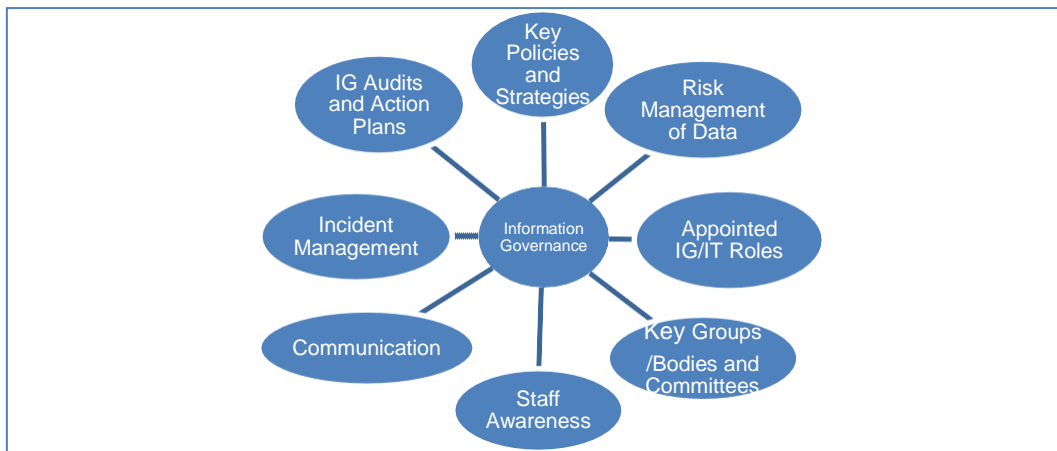 Key
Policies
and
Strategies
IG Audits
and Action
Plans
Risk
Management
of Data
Incident
Management
Information
Governance
Appointed
IG/IT Roles
Communication
Key Groups
/Bodies and
Committees
Staff
Awareness